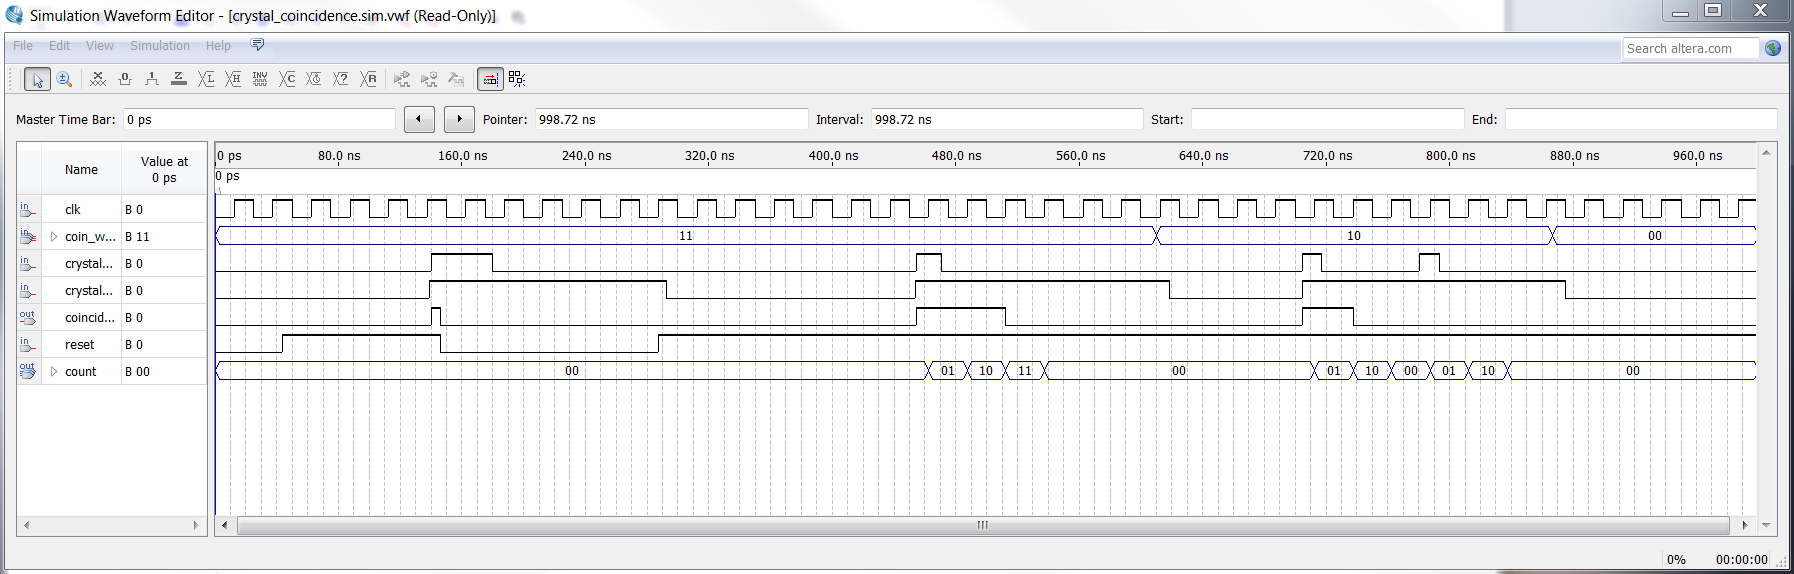 Simulation Waveform Editor - [crystal_coincidence.sim.vwf (Read-Only)]
File Edit View Simulation Help
Search altera.com
Master Time Bar: 0 ps Pointer: 998.72 ns Interval: 998.72 ns Start: End:
Name Value at 0 ps
0 ps 80.0 ns 160.0 ns 240.0 ns 320.0 ns 400.0 ns 480.0 ns 560.0 ns 640.0 ns 720.0 ns 800.0 ns 880.0 ns 960.0 ns
0 ps
in clk B 0
in coin_w... B 11 11 10 00
in crystal... B 0
in crystal... B 0
out coincid... B 0
in reset B 0
out count B 00 00 01 10 11 00 01 10 00 01 10 00
0% 00:00:00